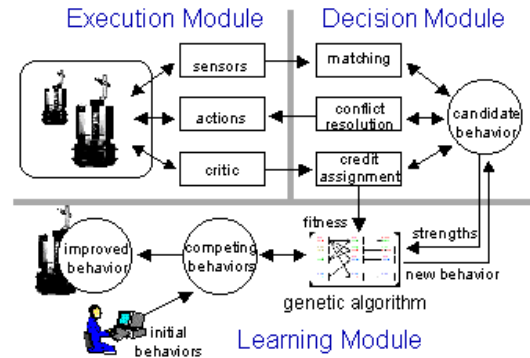 Execution Module
Decision Module
sensors
matching
actions
conflict
resolution
candidate
behavior
critic
credit
assignment
fitness
strengths
improved
behavior
competing
behaviors
new behavior
genetic algorithm
initial
behaviors
Learning Module